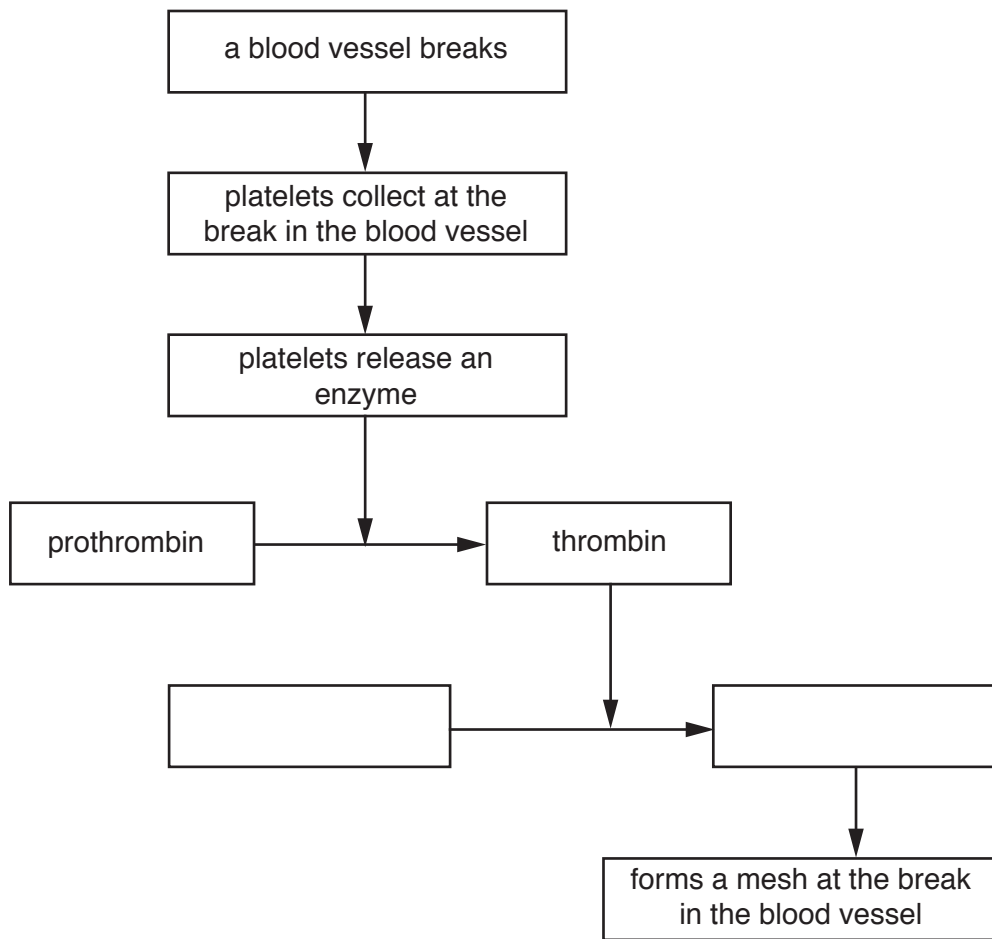 a blood vessel breaks
platelets collect at the
break in the blood vessel
platelets release an
enzyme
prothrombin
thrombin
forms a mesh at the break
in the blood vessel